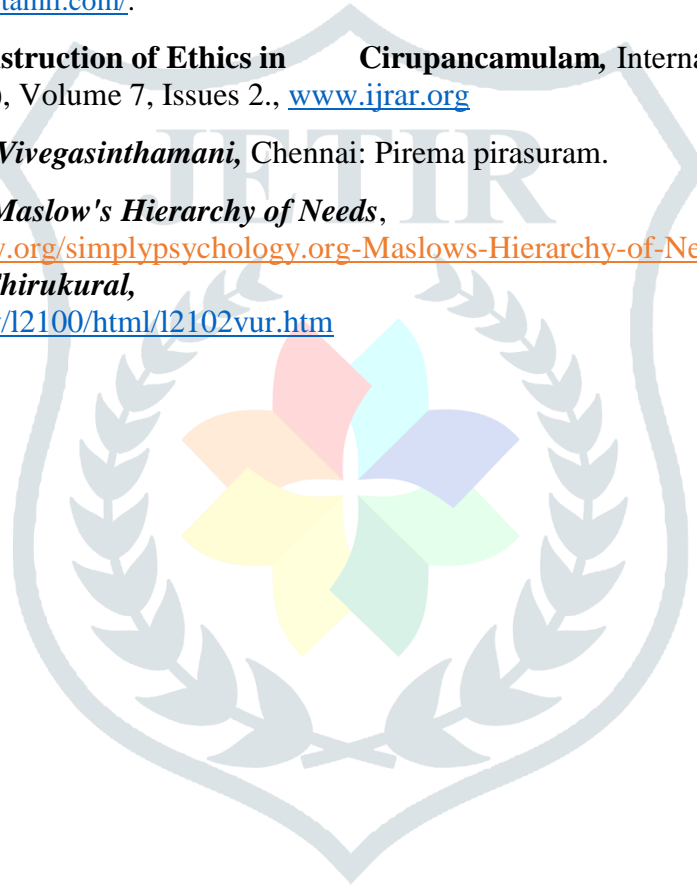 tamil.com/.
struction of Ethics in Cirupancamulam, Interna
), Volume 7, Issues 2., www.ijrar.org
Vivegasinthamani, Chennai: Pirema pirasuram.
Maslow's Hierarchy of Needs,
y.org/simplypsychology.org-Maslows-Hierarchy-of-Ne
hirukural,
/l2100/html/l2102vur.htm
JETIR